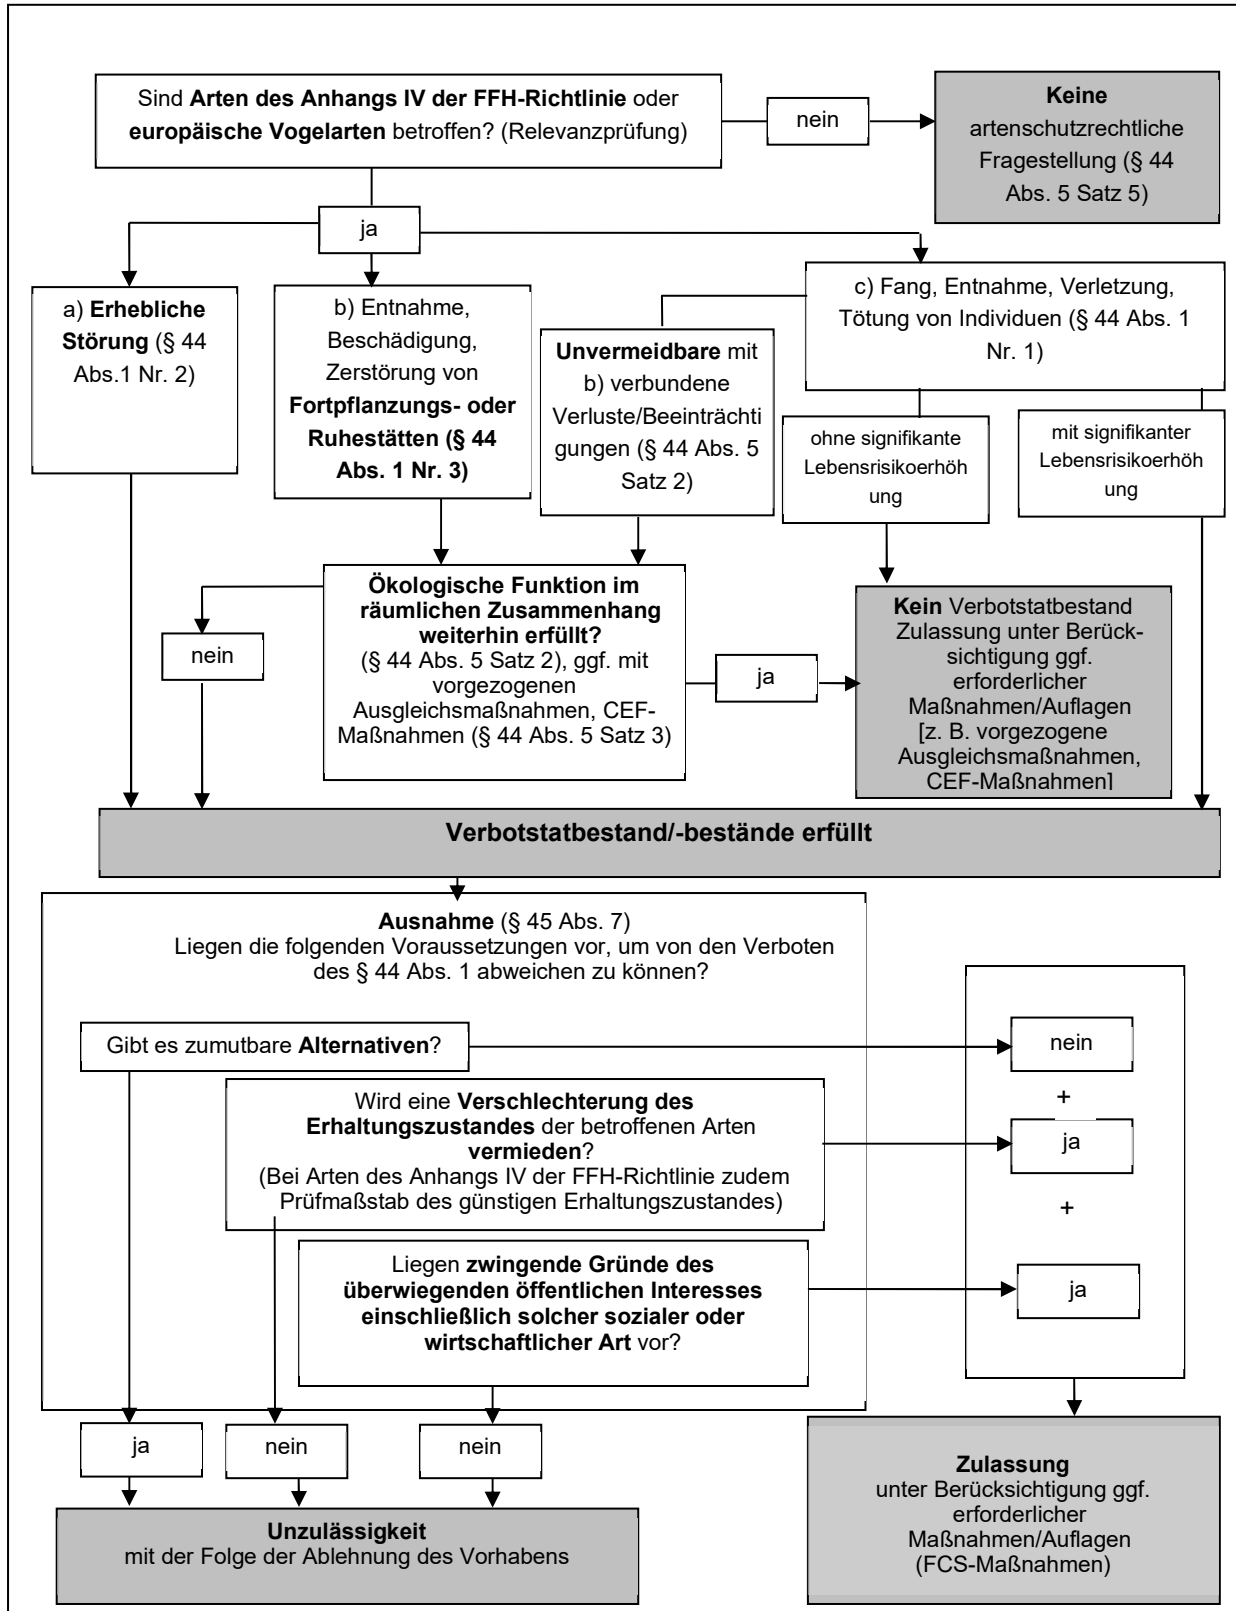 Sind Arten des Anhangs IV der FFH-Richtlinie oder
europäische Vogelarten betroffen? (Relevanzprüfung)
nein
Keine
artenschutzrechtliche
Fragestellung (§ 44
Abs. 5 Satz 5)
ja
a) Erhebliche
Störung (§ 44
Abs.1 Nr. 2)
b) Entnahme,
Beschädigung,
Zerstörung von
Fortpflanzungs- oder
Ruhestätten (§ 44
Abs. 1 Nr. 3)
Unvermeidbare mit
b) verbundene
Verluste/Beeinträchti
gungen (§ 44 Abs. 5
Satz 2)
c) Fang, Entnahme, Verletzung,
Tötung von Individuen (§ 44 Abs. 1
Nr. 1)
ohne signifikante
Lebensrisikoerhöh
ung
mit signifikanter
Lebensrisikoerhöh
ung
Ökologische Funktion im
räumlichen Zusammenhang
weiterhin erfüllt?
(§ 44 Abs. 5 Satz 2), ggf. mit
vorgezogenen
Ausgleichsmaßnahmen, CEF-
Maßnahmen (§ 44 Abs. 5 Satz 3)
nein
ja
Kein Verbotstatbestand
Zulassung unter Berück-
sichtigung ggf.
erforderlicher
Maßnahmen/Auflagen
[z. B. vorgezogene
Ausgleichsmaßnahmen,
CEF-Maßnahmen]
Verbotstatbestand/-bestände erfüllt
Ausnahme (§ 45 Abs. 7)
Liegen die folgenden Voraussetzungen vor, um von den Verboten
des § 44 Abs. 1 abweichen zu können?
Gibt es zumutbare Alternativen?
nein
+
Wird eine Verschlechterung des
Erhaltungszustandes der betroffenen Arten
vermieden?
(Bei Arten des Anhangs IV der FFH-Richtlinie zudem
Prüfmaßstab des günstigen Erhaltungszustandes)
ja
+
Liegen zwingende Gründe des
überwiegenden öffentlichen Interesses
einschließlich solcher sozialer oder
wirtschaftlicher Art vor?
ja
ja
nein
nein
Unzulässigkeit
mit der Folge der Ablehnung des Vorhabens
Zulassung
unter Berücksichtigung ggf.
erforderlicher
Maßnahmen/Auflagen
(FCS-Maßnahmen)